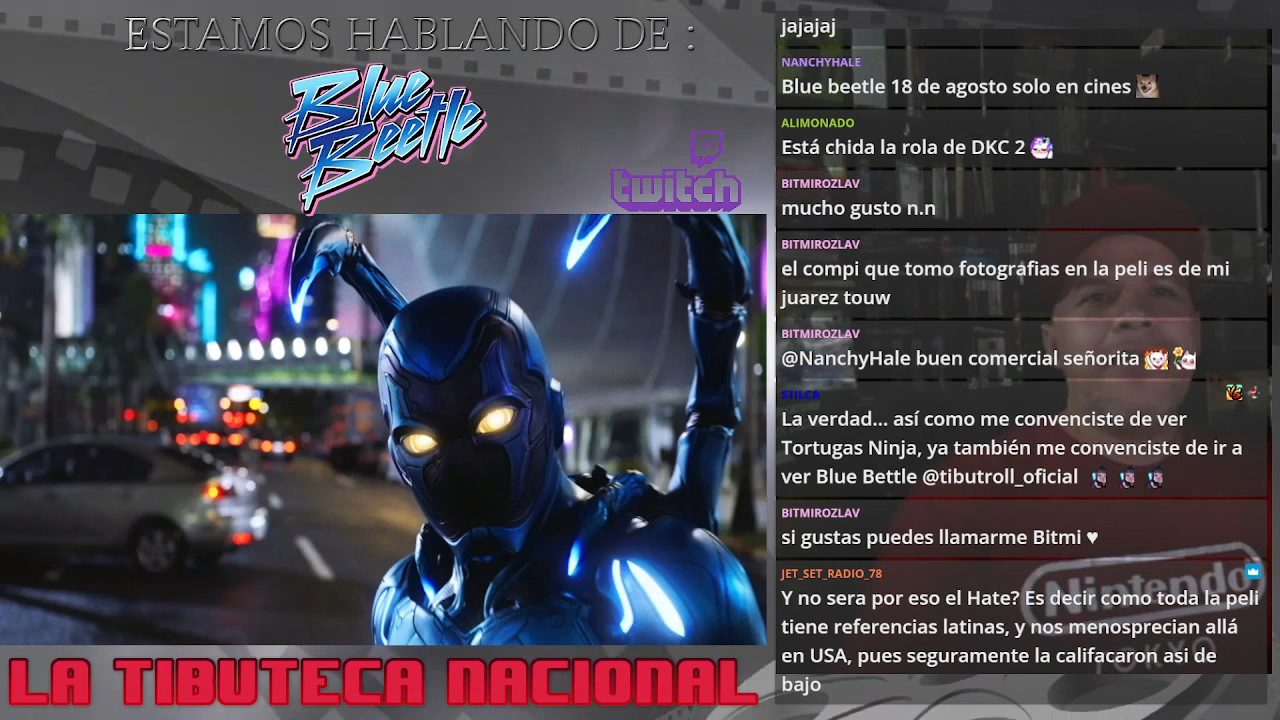 ESTAMOS HABLANDO DE :
Blue
Beetle
twitch
LA TIBUTECA NACIONAL
jajajaj
NANCHYHALE
Blue beetle 18 de agosto solo en cines
ALIMONADO
Está chida la rola de DKC 2
BITMIROZLAV
mucho gusto n.n
BITMIROZLAV
el compi que tomo fotografias en la peli es de mi
juarez touw
BITMIROZLAV
@NanchyHale buen comercial señorita
STILCA
La verdad... así como me convenciste de ver
Tortugas Ninja, ya también me convenciste de ir a
ver Blue Bettle @tibutroll_oficial
BITMIROZLAV
si gustas puedes llamarme Bitmi ♥
JET_SET_RADIO_78
Y no sera por eso el Hate? Es decir como toda la peli
tiene referencias latinas, y nos menosprecian allá
en USA, pues seguramente la califacaron asi de
bajo
Nintendo